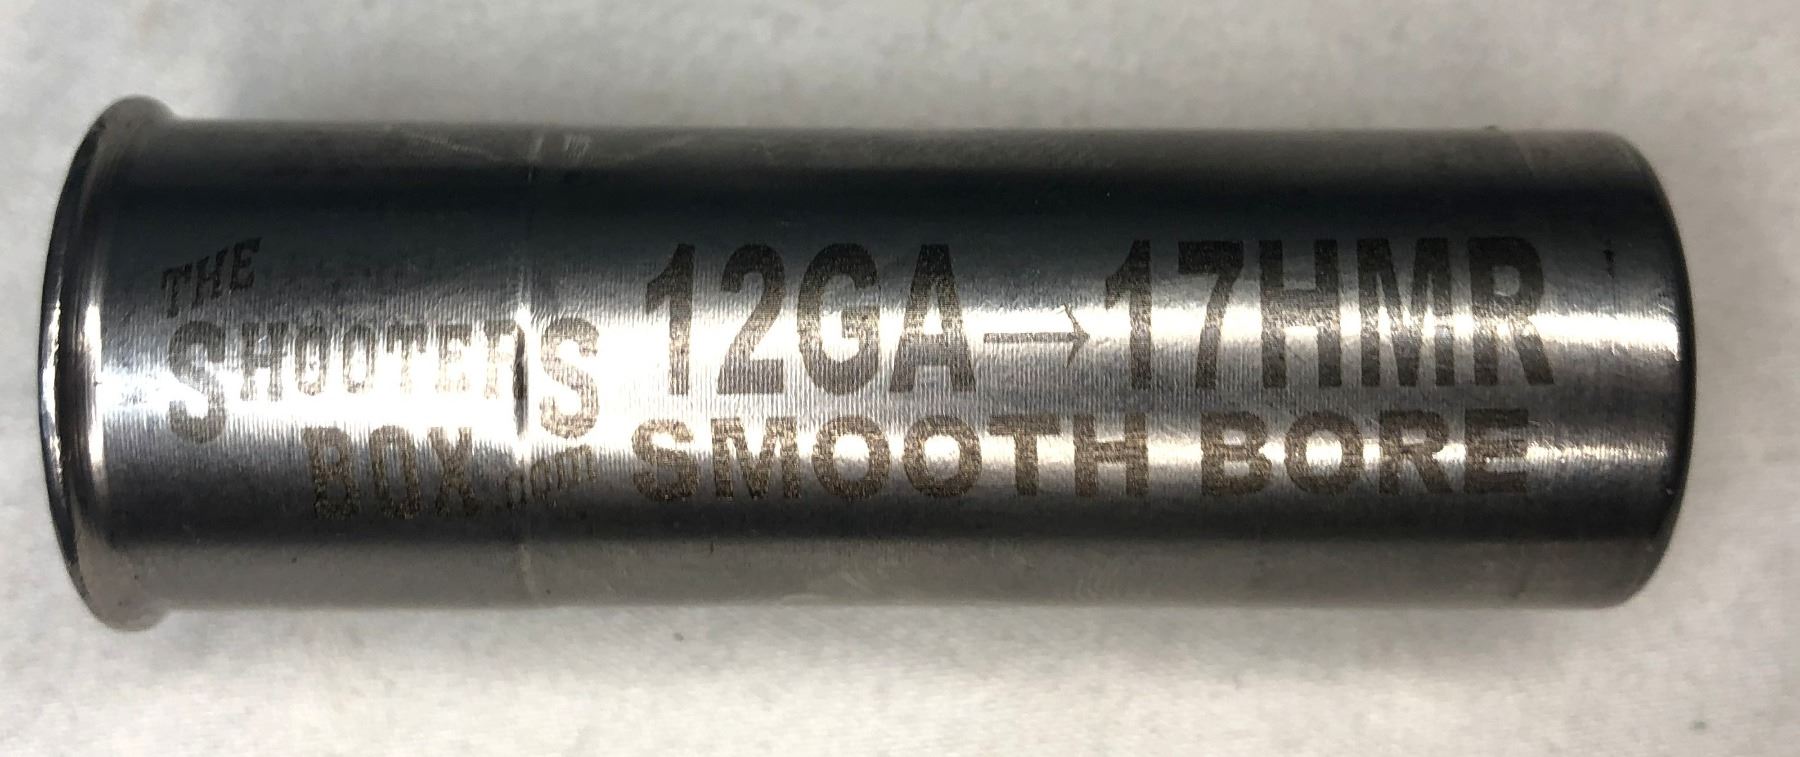 THE
SHOOTERS
BOX.com
12GA→17HMR
SMOOTH BORE